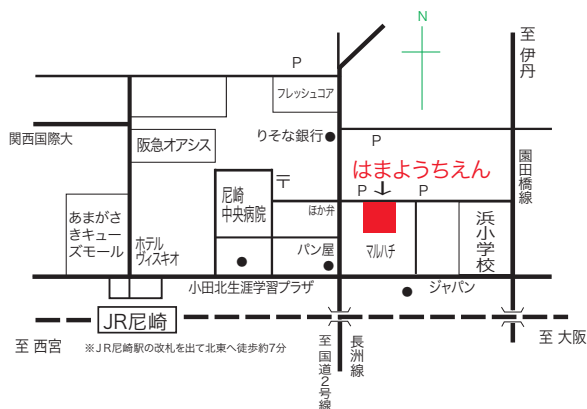 N
至
伊
丹
P
フレッシュコア
関西国際大
阪急オアシス
りそな銀行
P
はまようちえん
園田橋線
〒
P
P
尼崎
中央病院
ほか弁
あまがさ
きキュー
ズモール
ホテル
ヴィスキオ
パン屋
マルハチ
浜小学校
小田北生涯学習プラザ
ジャパン
JR尼崎
至 西宮
※JR尼崎駅の改札を出て北東へ徒歩約7分
至国道2号線
長洲線
至 大阪